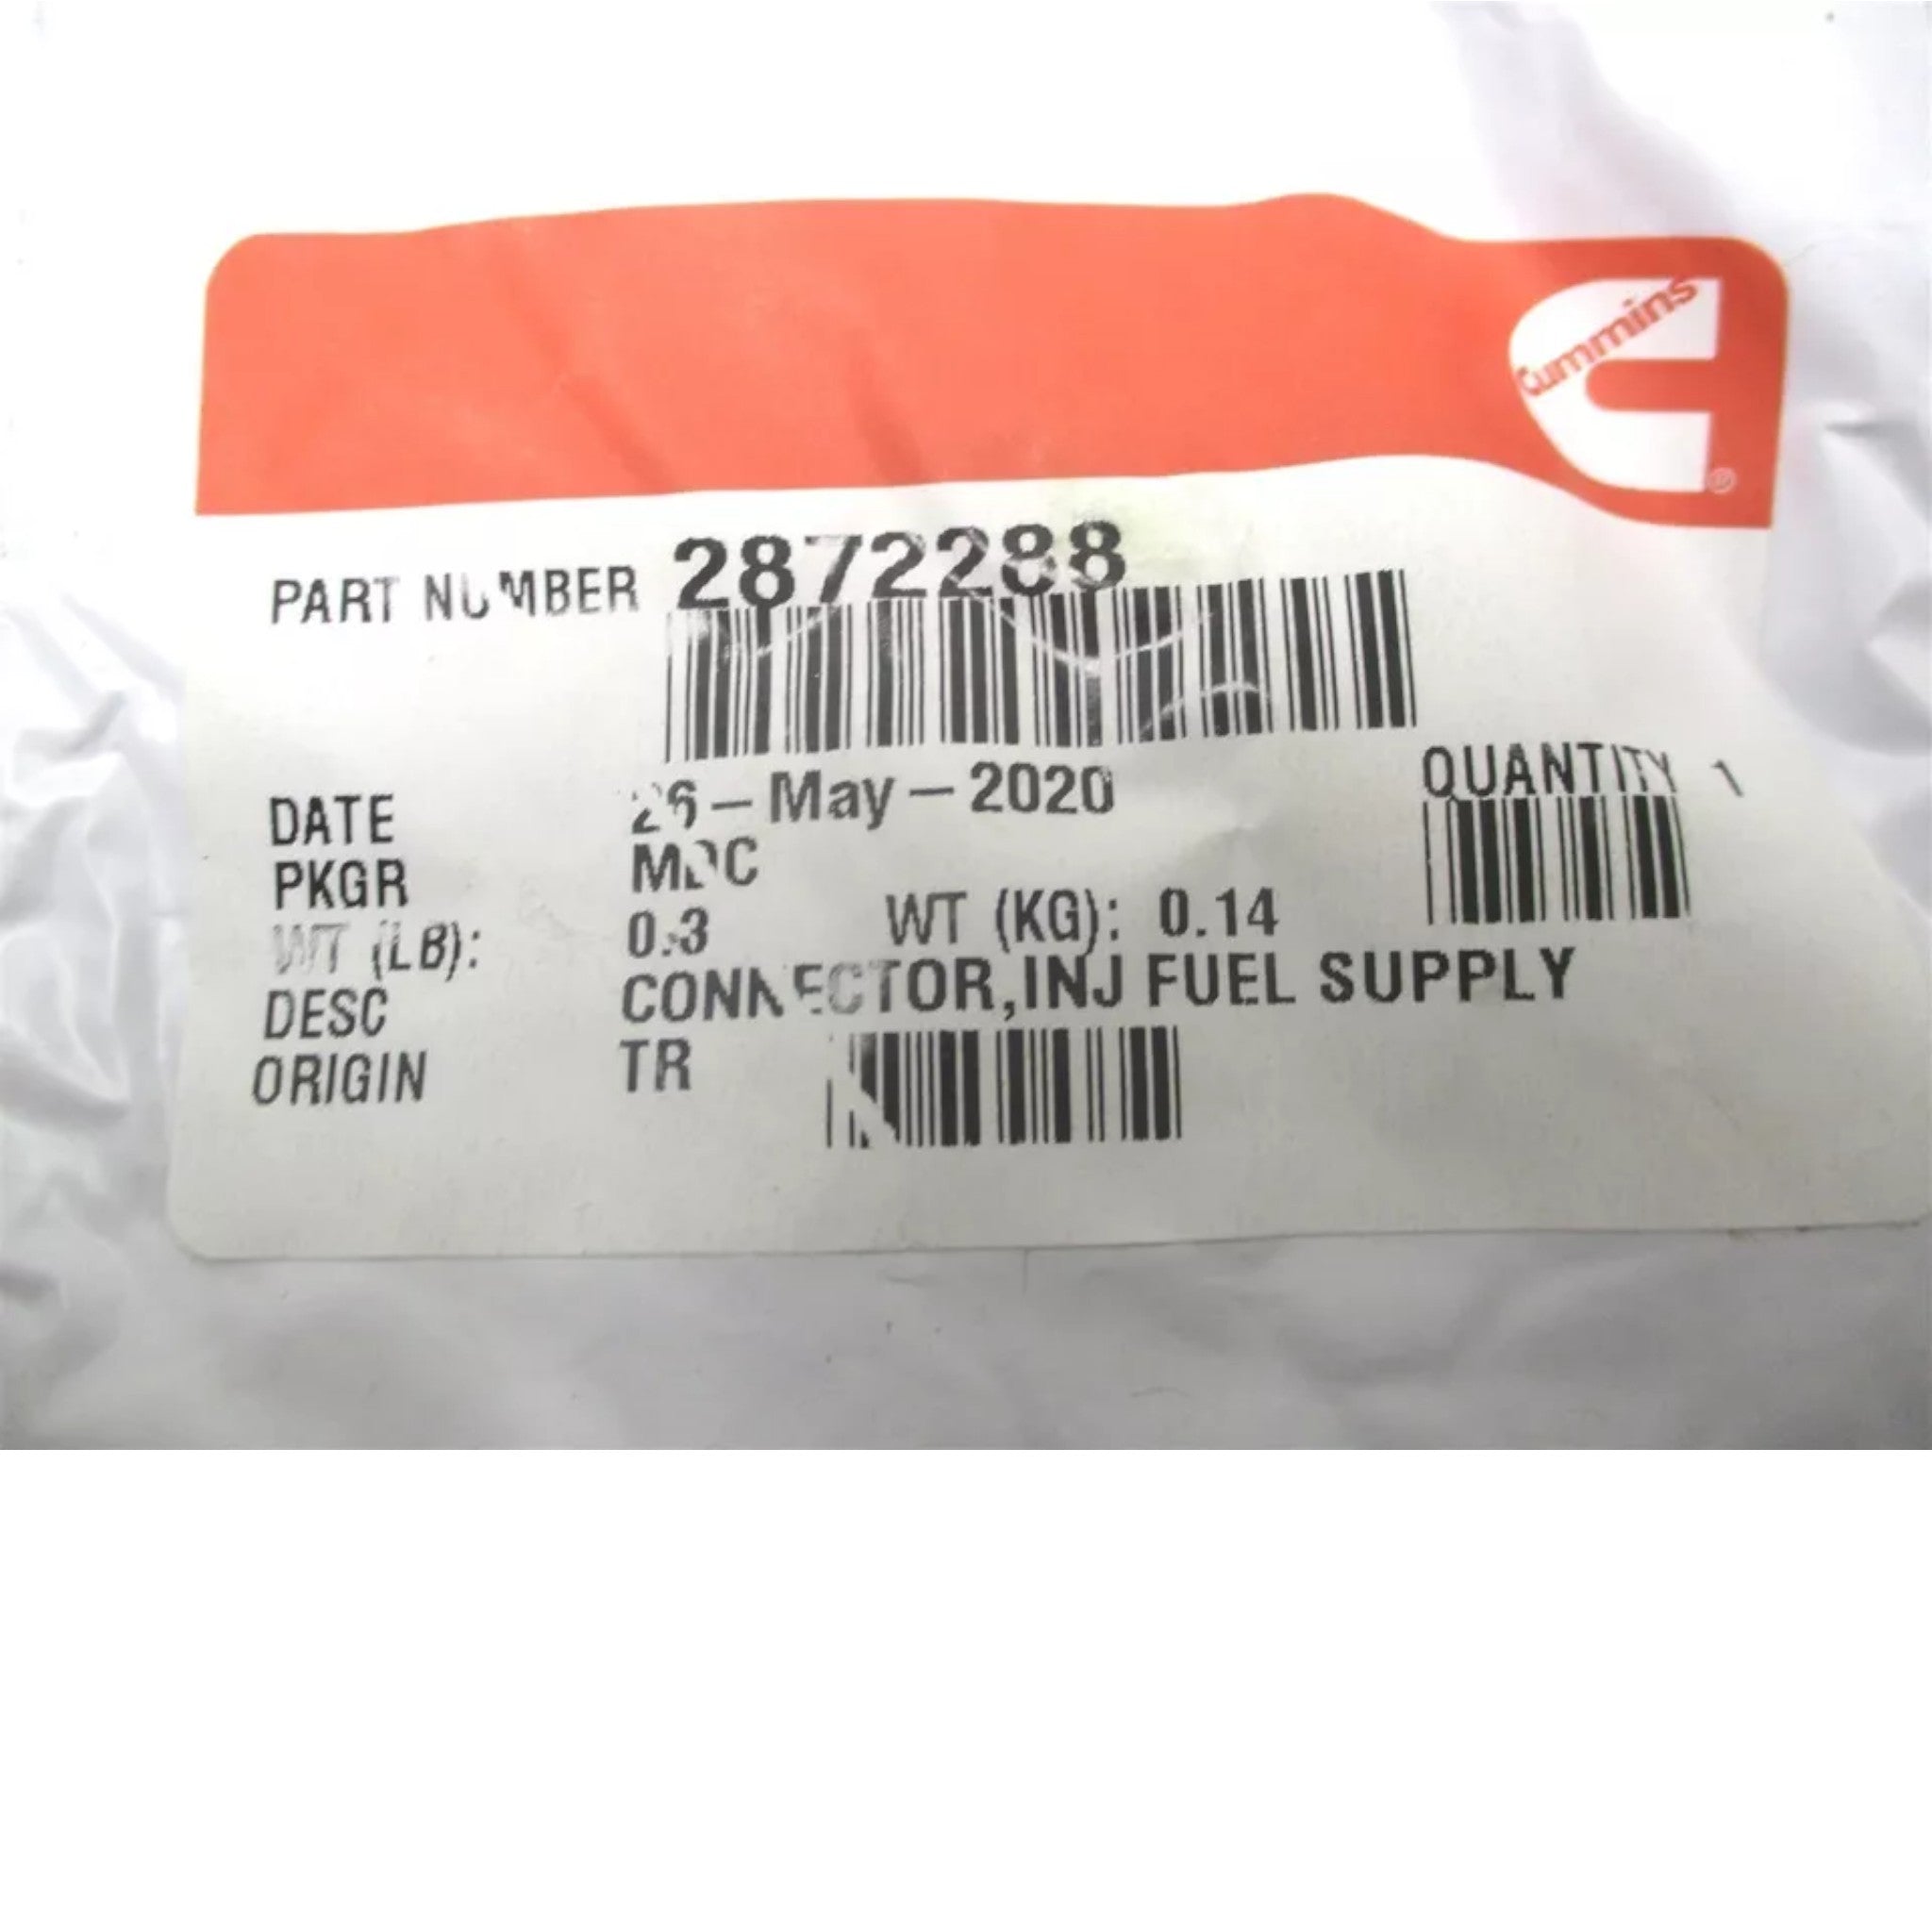 Cummins
®
PART NUMBER 2872288
QUANTITY 1
DATE 26-May-2020
PKGR MDC
WT (LB): 0.3 WT (KG): 0.14
DESC CONNECTOR,INJ FUEL SUPPLY
ORIGIN TR